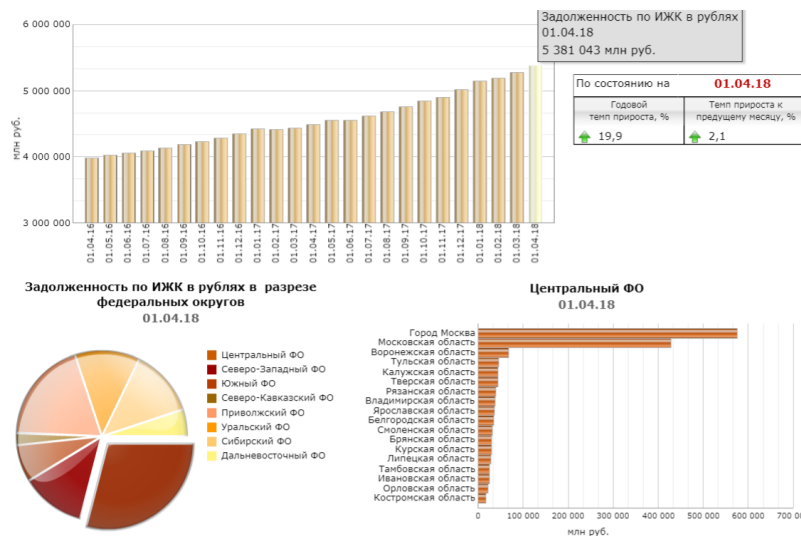 6 000 000
5 000 000
4 000 000
3 000 000
млн руб.
Задолженность по ИЖК в рублях
01.04.18
5 381 043 млн руб.
По состоянию на 01.04.18
Годовой темп прироста, %
Темп прироста к предущему месяцу, %
19,9
2,1
01.04.16
01.05.16
01.06.16
01.07.16
01.08.16
01.09.16
01.10.16
01.11.16
01.12.16
01.01.17
01.02.17
01.03.17
01.04.17
01.05.17
01.06.17
01.07.17
01.08.17
01.09.17
01.10.17
01.11.17
01.12.17
01.01.18
01.02.18
01.03.18
01.04.18
Задолженность по ИЖК в рублях в разрезе
федеральных округов
01.04.18
Центральный ФО
Северо-Западный ФО
Южный ФО
Северо-Кавказский ФО
Приволжский ФО
Уральский ФО
Сибирский ФО
Дальневосточный ФО
Центральный ФО
01.04.18
Город Москва
Московская область
Воронежская область
Тульская область
Калужская область
Тверская область
Рязанская область
Владимирская область
Ярославская область
Белгородская область
Смоленская область
Брянская область
Курская область
Липецкая область
Тамбовская область
Ивановская область
Орловская область
Костромская область
0 100 000 200 000 300 000 400 000 500 000 600 000 700 00
млн руб.